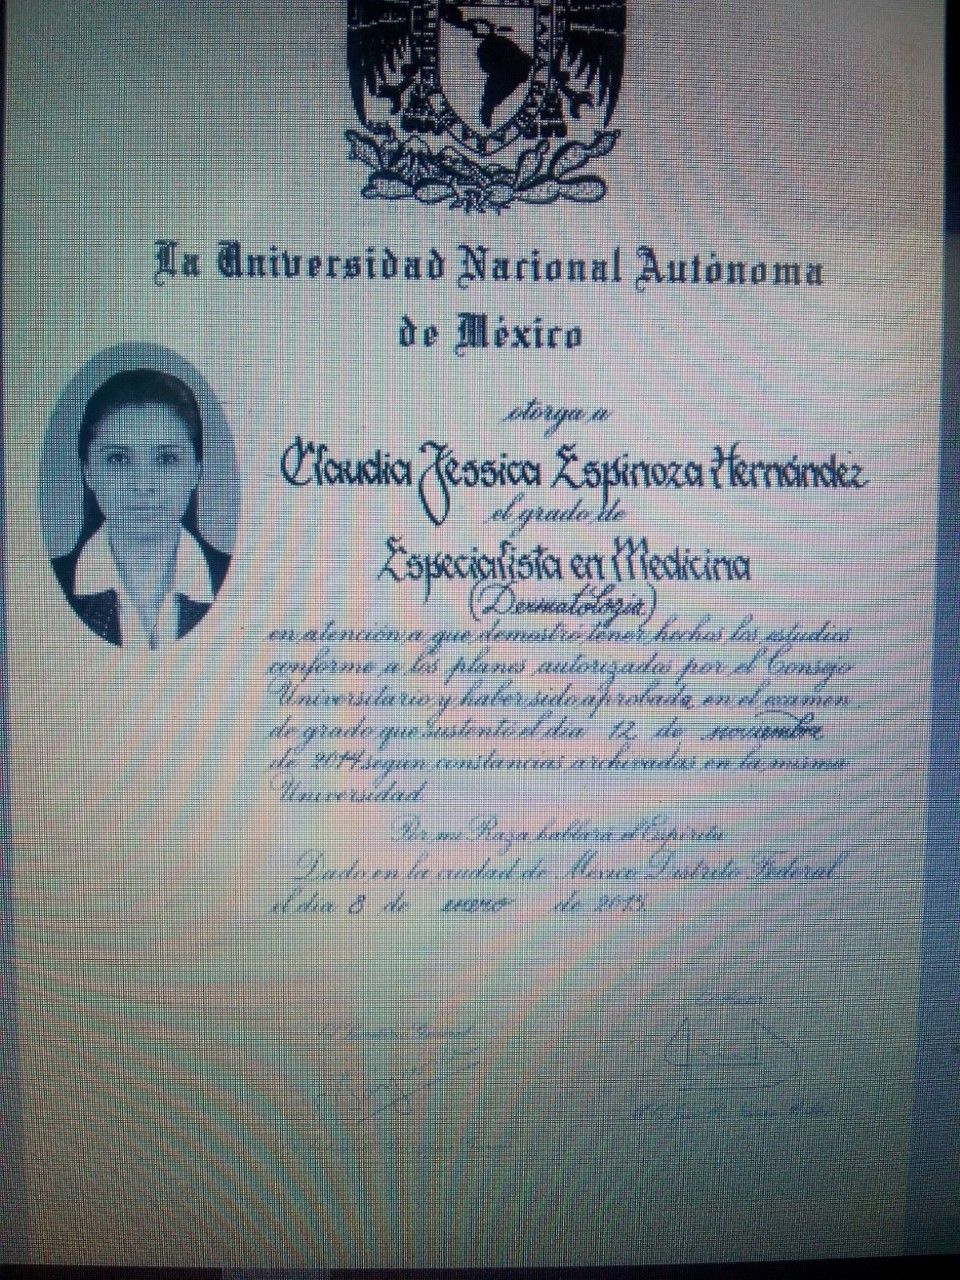 La Universidad Nacional Autónoma
de México
otorga a
Claudia Jessica Espinoza Hernández
el grado de
Especialista en Medicina
(Dermatología)
en atención a que demostró tener hechos los estudios
conforme a los planes autorizados por el Consejo
Universitario y haber sido aprobada en el examen
de grado que sustentó el día 12 de noviembre
de 2014 según constancias archivadas en la misma
Universidad.
Por mi Raza hablará el Espíritu
Dado en la ciudad de México Distrito Federal
el día 8 de enero de